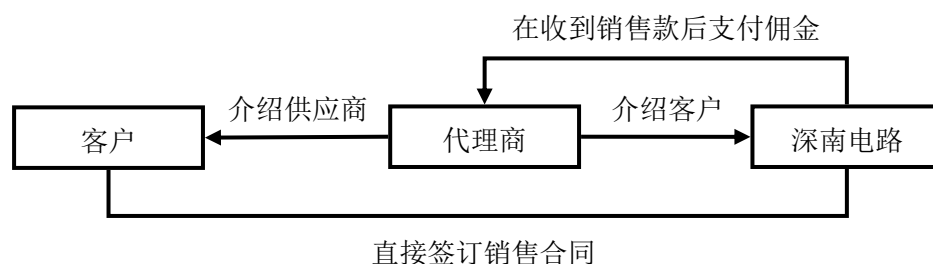 在收到销售款后支付佣金
介绍供应商
介绍客户
客户
代理商
深南电路
直接签订销售合同